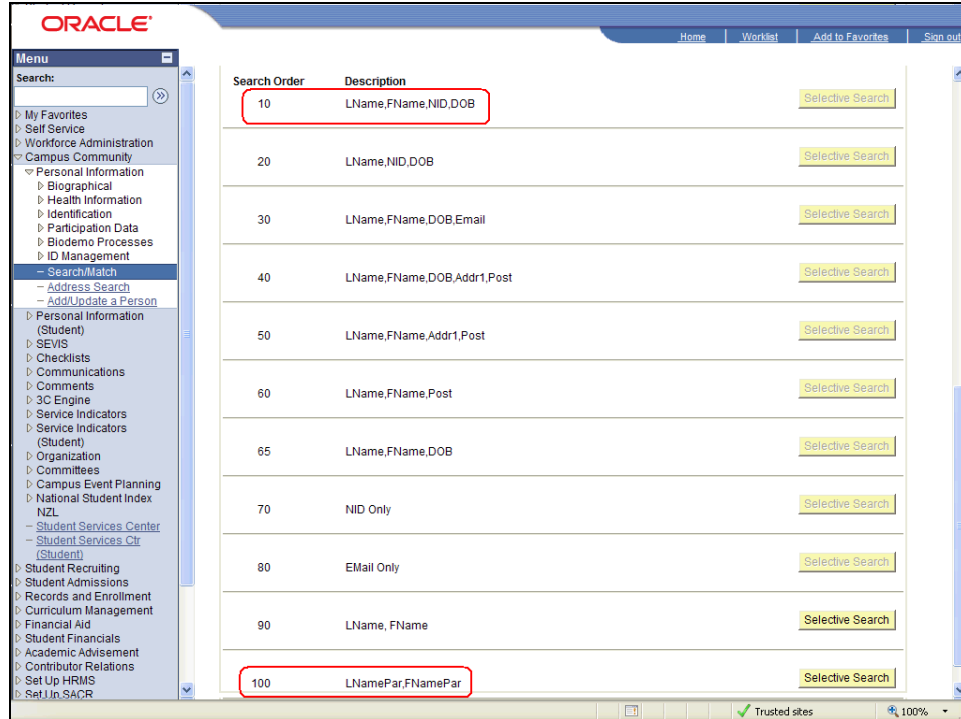 ORACLE'
Home
Worklist
Add to Favorites
Sign out
Menu
Search:
My Favorites
Self Service
Workforce Administration
Campus Community
Personal Information
Biographical
Health Information
Identification
Participation Data
Biodemo Processes
ID Management
– Search/Match
– Address Search
– Add/Update a Person
Personal Information
(Student)
SEVIS
Checklists
Communications
Comments
3C Engine
Service Indicators
Service Indicators
(Student)
Organization
Committees
Campus Event Planning
National Student Index
NZL
– Student Services Center
– Student Services Ctr
(Student)
Student Recruiting
Student Admissions
Records and Enrollment
Curriculum Management
Financial Aid
Student Financials
Academic Advisement
Contributor Relations
Set Up HRMS
Set Up SACR
Search Order Description
10 LName,FName,NID,DOB Selective Search
20 LName,NID,DOB Selective Search
30 LName,FName,DOB,Email Selective Search
40 LName,FName,DOB,Addr1,Post Selective Search
50 LName,FName,Addr1,Post Selective Search
60 LName,FName,Post Selective Search
65 LName,FName,DOB Selective Search
70 NID Only Selective Search
80 EMail Only Selective Search
90 LName, FName Selective Search
100 LNamePar,FNamePar Selective Search
Trusted sites
100%